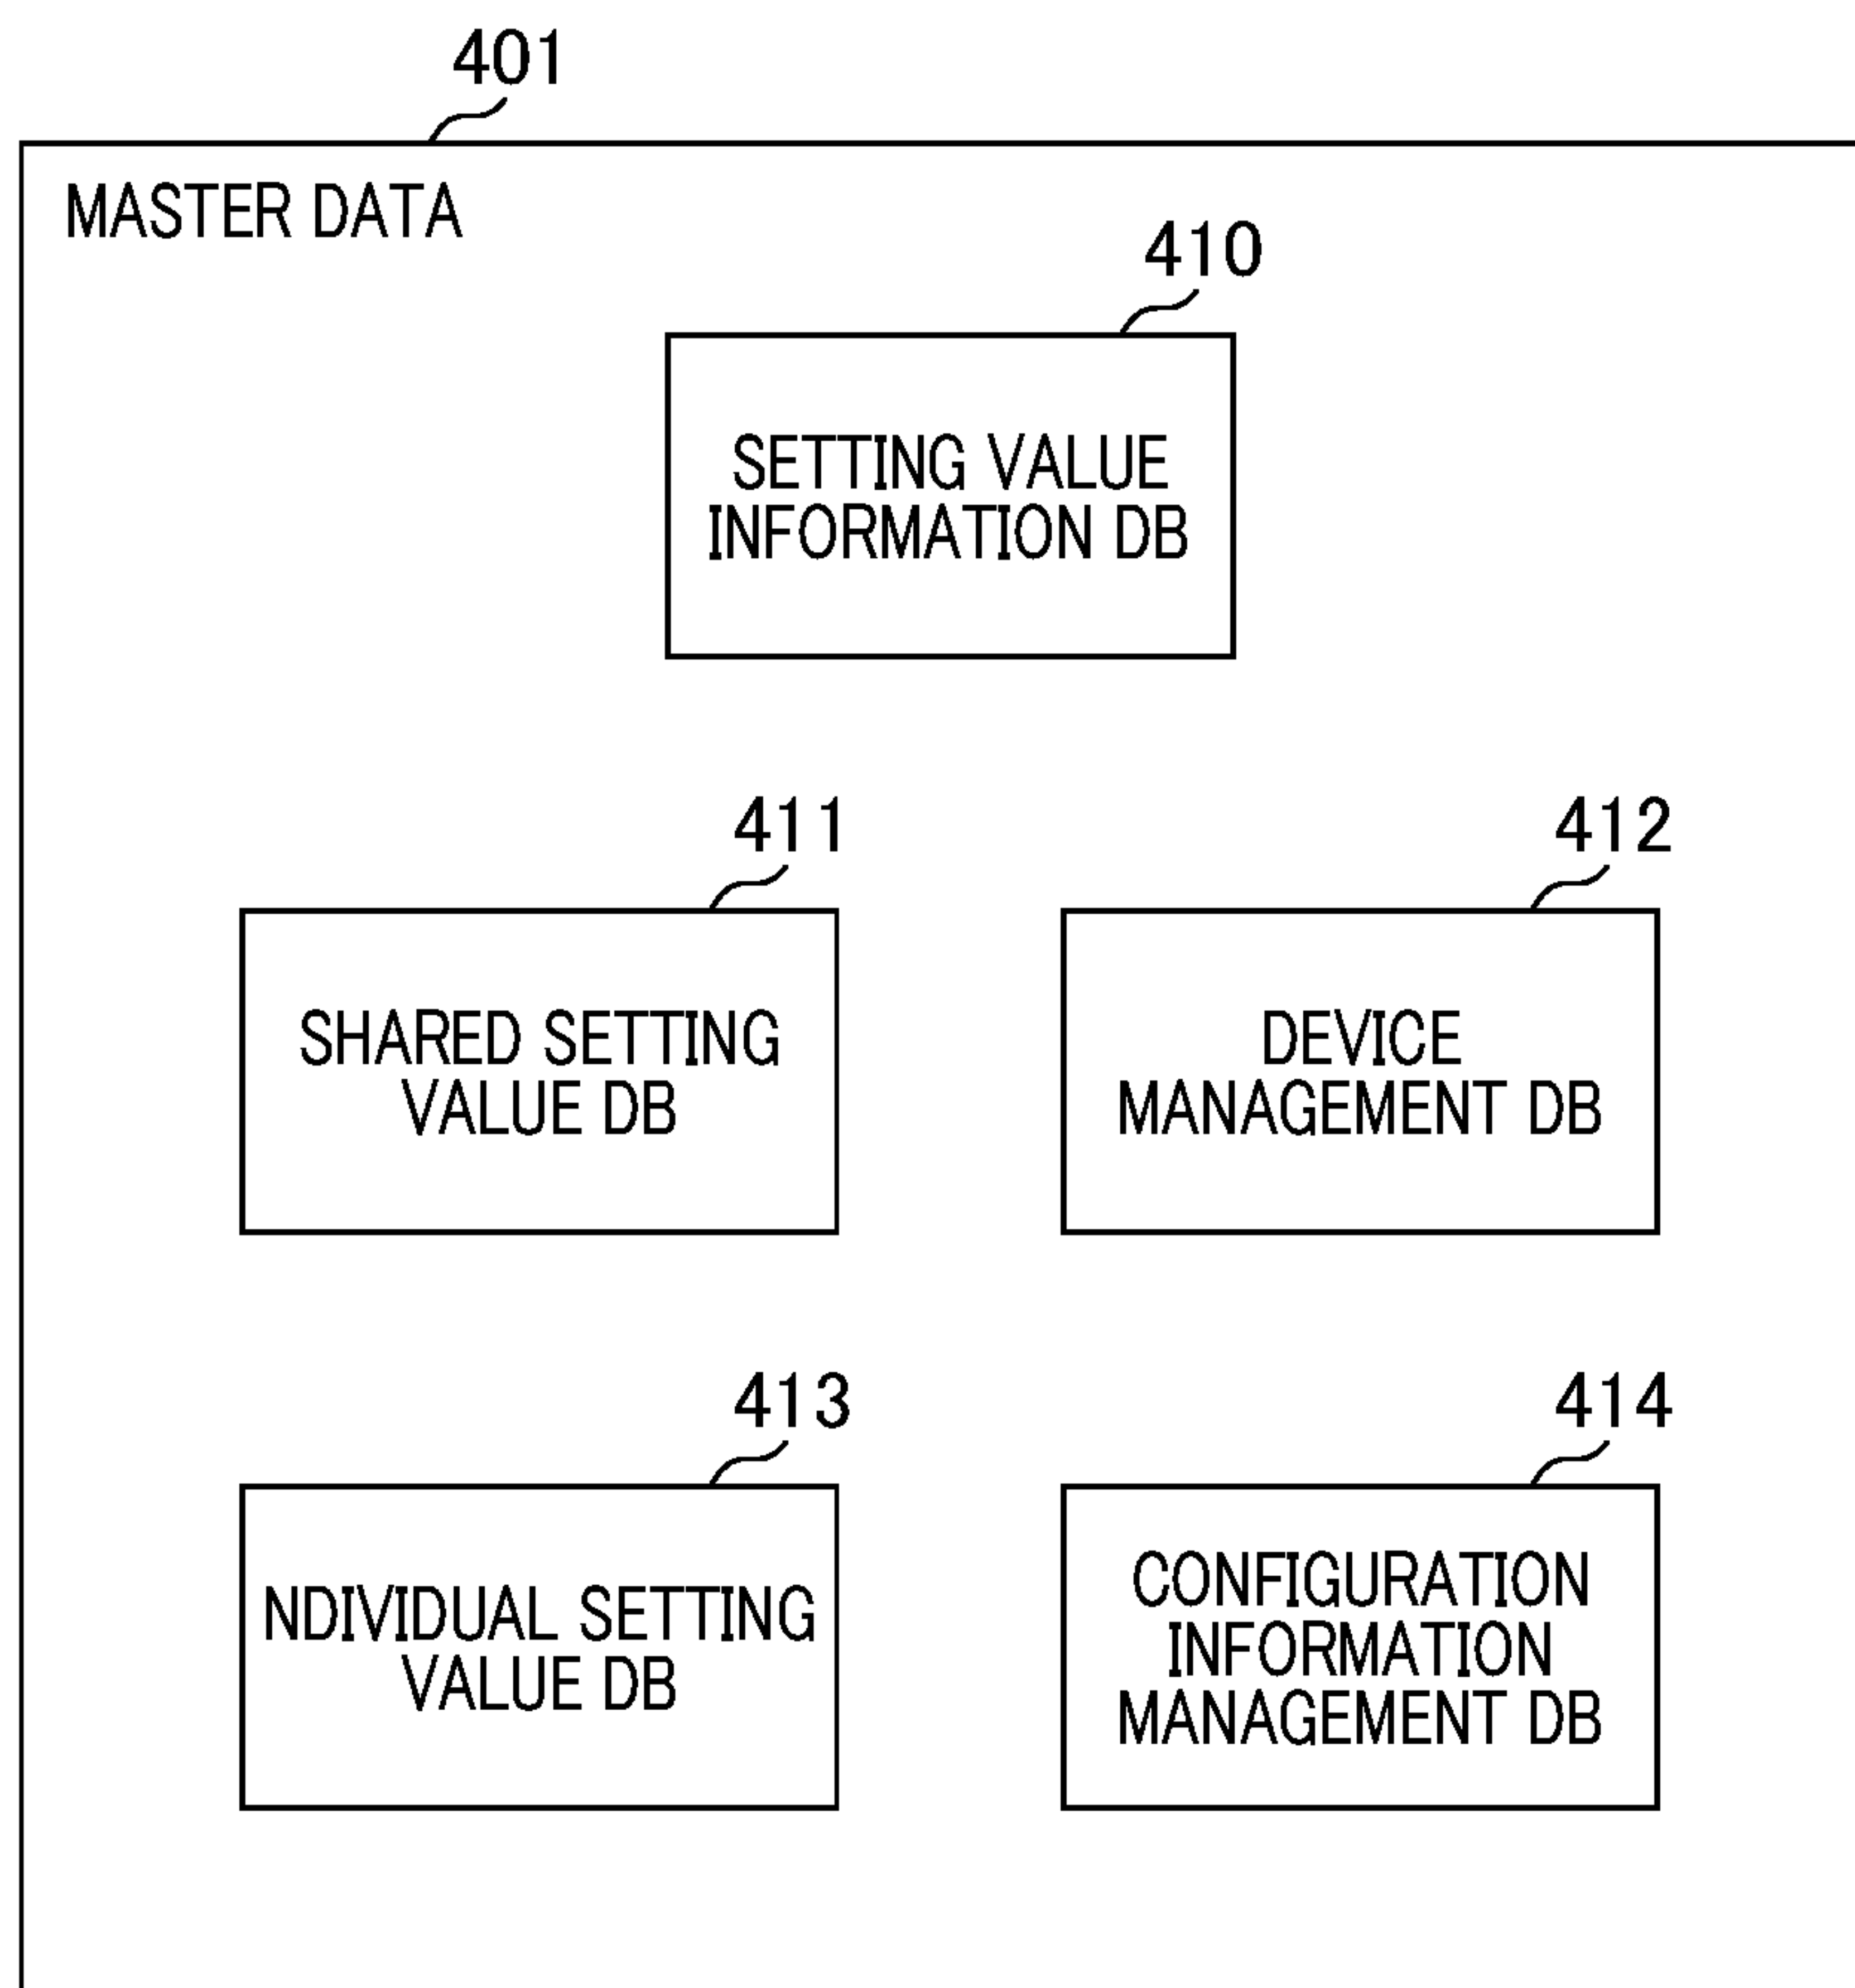 401
MASTER DATA
410
SETTING VALUE
INFORMATION DB
411
SHARED SETTING
VALUE DB
412
DEVICE
MANAGEMENT DB
413
NDIVIDUAL SETTING
VALUE DB
414
CONFIGURATION
INFORMATION
MANAGEMENT DB